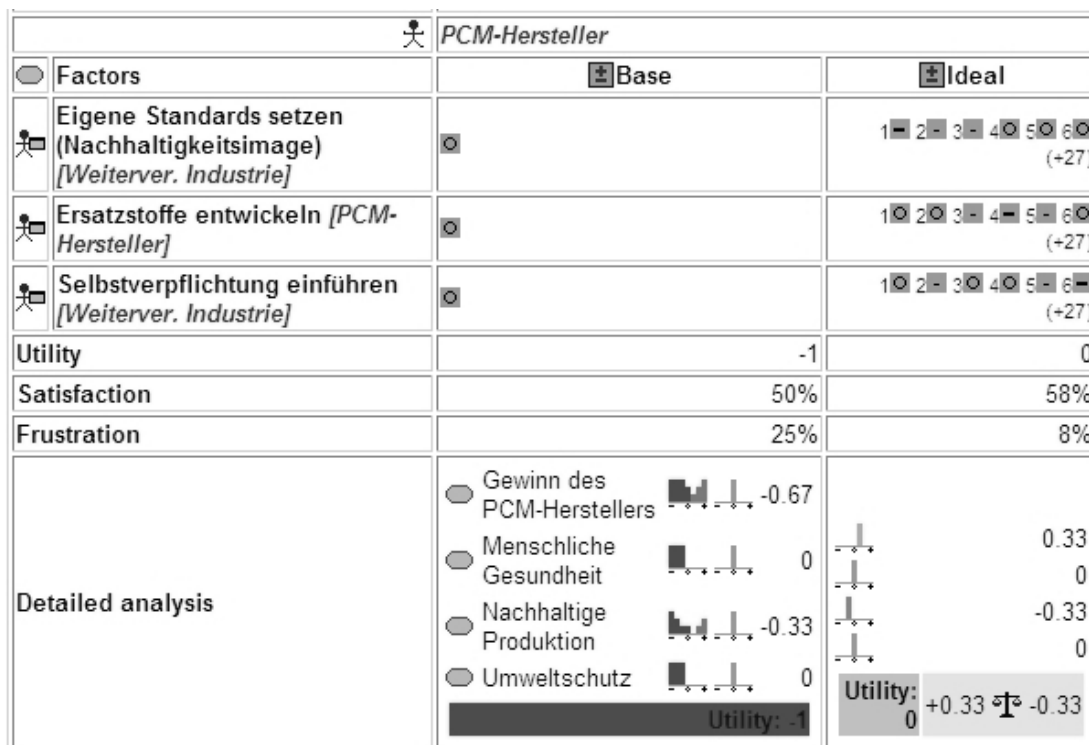 PCM-Hersteller
Factors
Base
Ideal
Eigene Standards setzen
(Nachhaltigkeitsimage)
[Weiterver. Industrie]
1 2 3 4 5 6
(+27)
Ersatzstoffe entwickeln [PCM-
Hersteller]
1 2 3 4 5 6
(+27)
Selbstverpflichtung einführen
[Weiterver. Industrie]
1 2 3 4 5 6
(+27)
Utility
-1
0
Satisfaction
50%
58%
Frustration
25%
8%
Detailed analysis
Gewinn des
PCM-Herstellers
-0.67
Menschliche
Gesundheit
0
Nachhaltige
Produktion
-0.33
Umweltschutz
0
Utility: -1
0.33
0
-0.33
0
Utility:
0
+0.33 -0.33